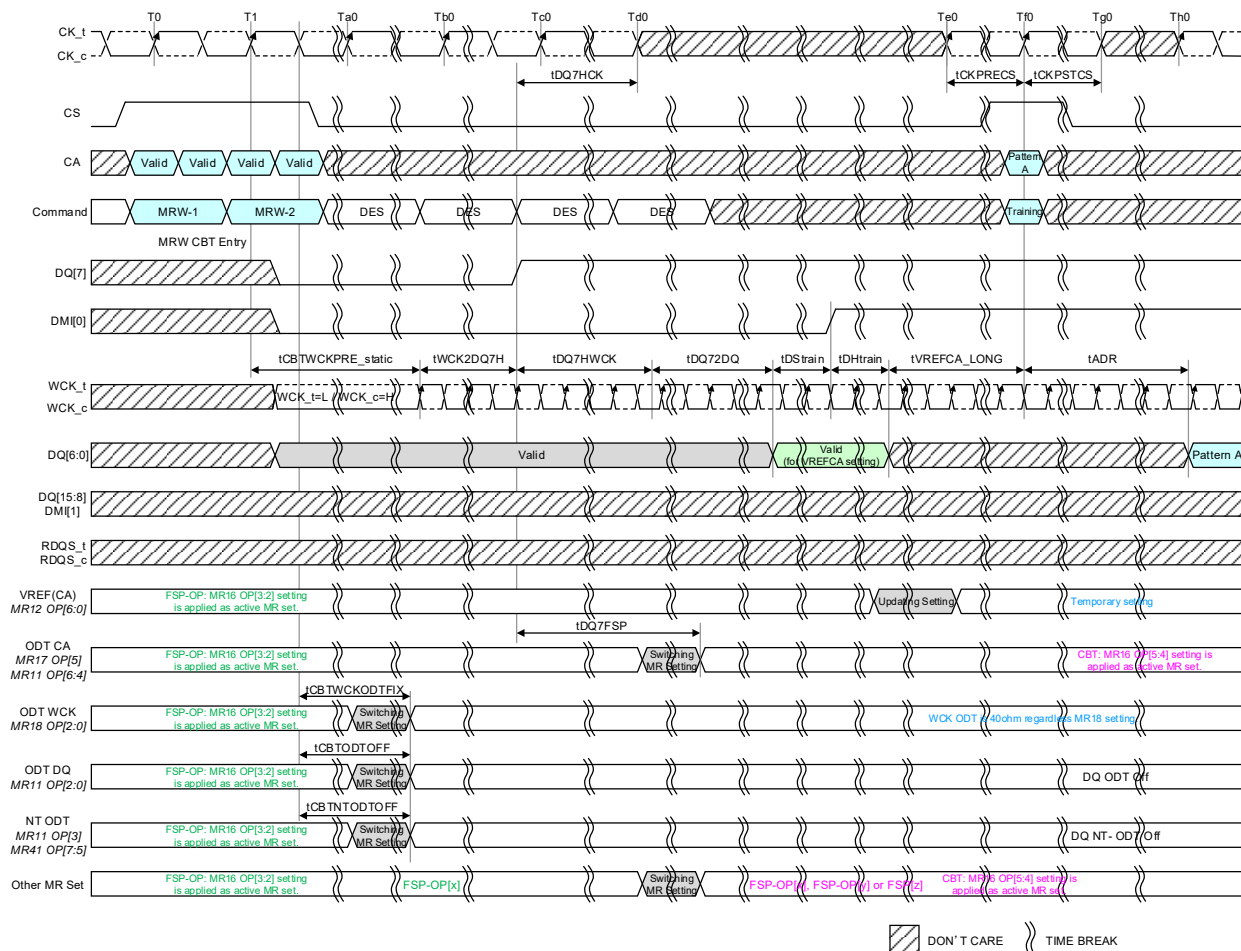 T0 T1 Ta0 Tb0 Tc0 Td0 Te0 Tf0 Tg0 Th0
CK_t
CK_c
tDQ7HCK tCKPRECS tCKPSTCS
CS
CA Valid Valid Valid Valid Pattern
A
Command MRW-1 MRW-2 DES DES DES DES Training
MRW CBT Entry
DQ[7]
DMI[0]
tCBTWCKPRE_static tWCK2DQ7H tDQ7HWCK tDQ72DQ tDStrain tDHtrain tVREFCA_LONG tADR
WCK_t
WCK_c
WCK_t=L / WCK_c=H
DQ[6:0] Valid Valid
(for VREFCA setting) Pattern A
DQ[15:8]
DMI[1]
RDQS_t
RDQS_c
VREF(CA)
MR12 OP[6:0]
FSP-OP: MR16 OP[3:2] setting
is applied as active MR set.
Updating Setting
Temporary setting
tDQ7FSP
ODT CA
MR17 OP[5]
MR11 OP[6:4]
FSP-OP: MR16 OP[3:2] setting
is applied as active MR set.
Switching
MR Setting
CBT: MR16 OP[5:4] setting is
applied as active MR set.
tCBTWCKODTFIX
ODT WCK
MR18 OP[2:0]
FSP-OP: MR16 OP[3:2] setting
is applied as active MR set.
Switching
MR Setting
WCK ODT is 40ohm regardless MR18 setting
tCBTODTOFF
ODT DQ
MR11 OP[2:0]
FSP-OP: MR16 OP[3:2] setting
is applied as active MR set.
Switching
MR Setting
DQ ODT Off
tCBTNTODTOFF
NT ODT
MR11 OP[3]
MR41 OP[7:5]
FSP-OP: MR16 OP[3:2] setting
is applied as active MR set.
Switching
MR Setting
DQ NT- ODT Off
Other MR Set
FSP-OP: MR16 OP[3:2] setting
is applied as active MR set.
FSP-OP[x]
Switching
MR Setting
FSP-OP[x], FSP-OP[y] or FSP[z]
CBT: MR16 OP[5:4] setting is
applied as active MR set.
DON'T CARE TIME BREAK